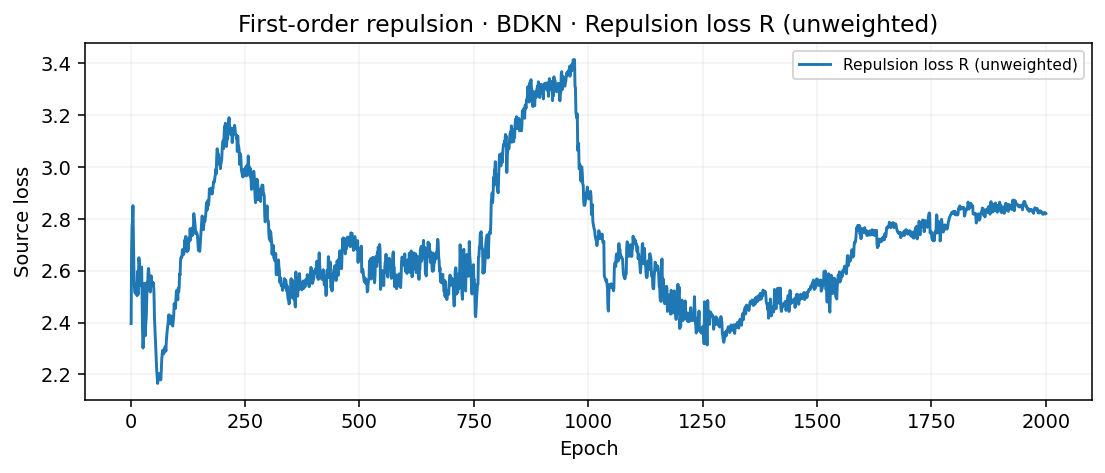 First-order repulsion · BDKN · Repulsion loss R (unweighted)
Repulsion loss R (unweighted)
Source loss
3.4
3.2
3.0
2.8
2.6
2.4
2.2
0 250 500 750 1000 1250 1500 1750 2000
Epoch